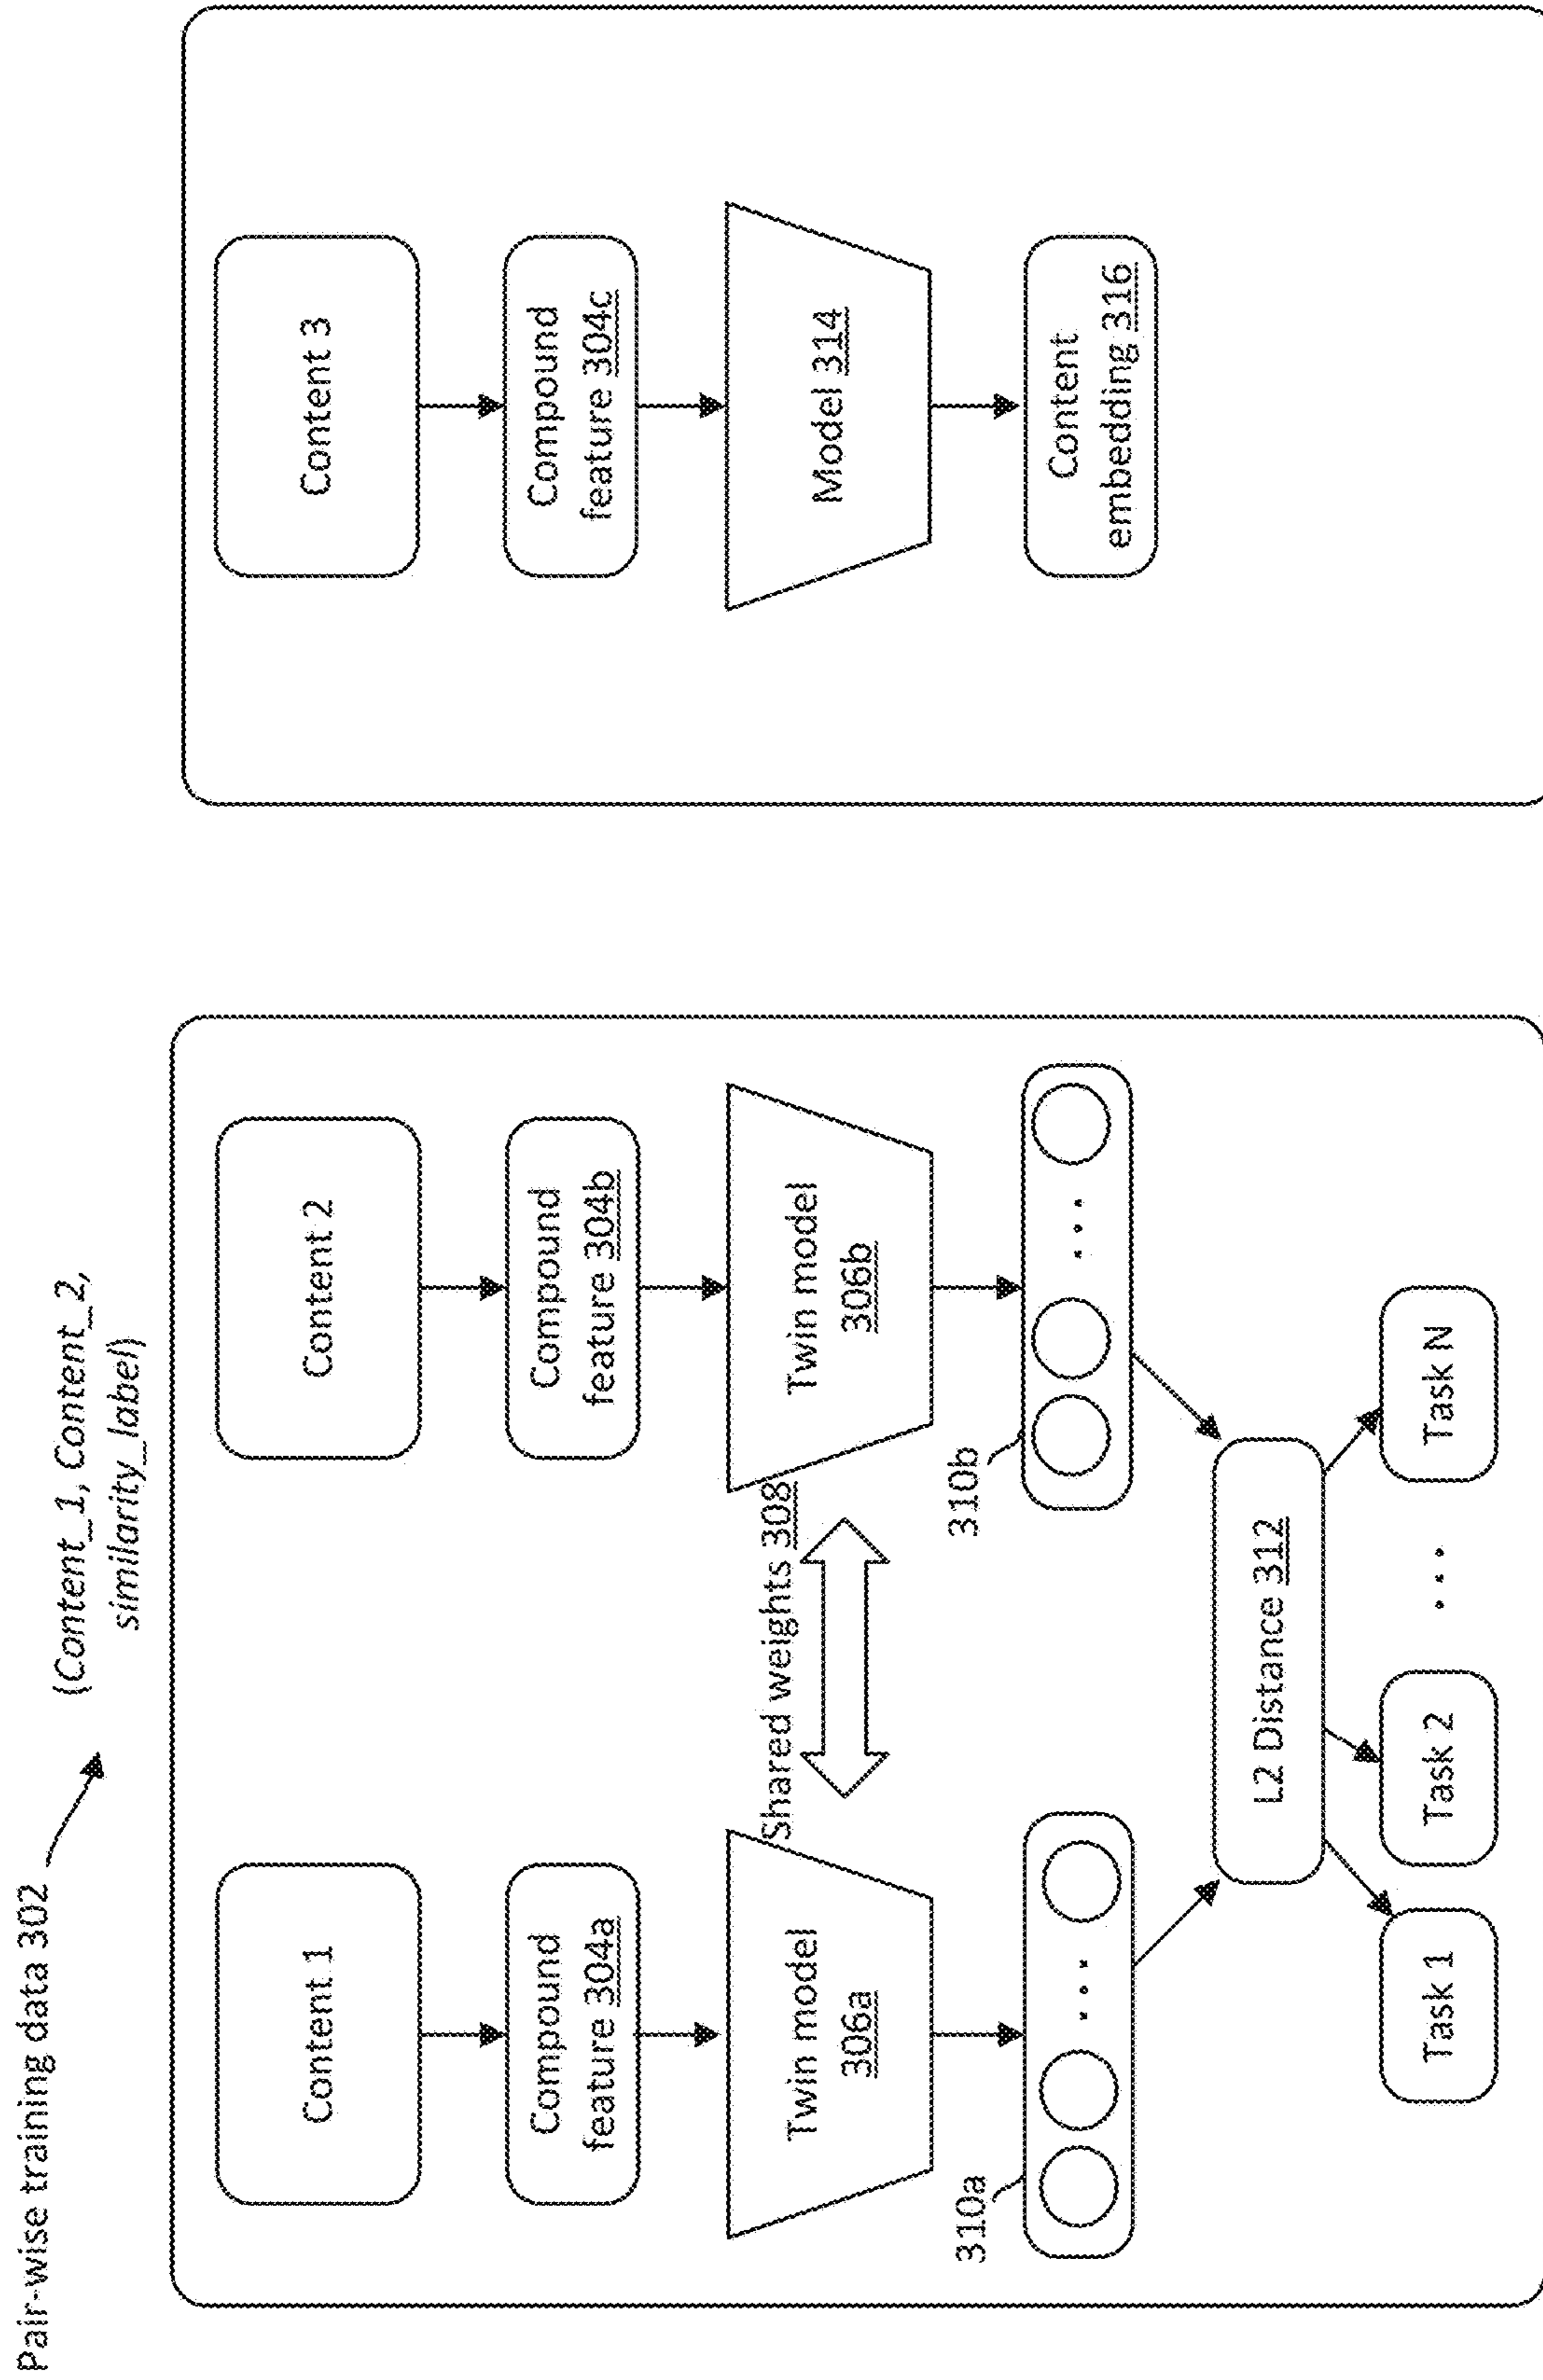 Pair-wise training data 302
(Content_1, Content_2,
similarity_label)
Content 1
Compound
feature 304a
Twin model
306a
310a
Shared weights 308
Content 2
Compound
feature 304b
Twin model
306b
310b
L2 Distance 312
Task 1
Task 2
Task N
Content 3
Compound
feature 304c
Model 314
Content
embedding 316